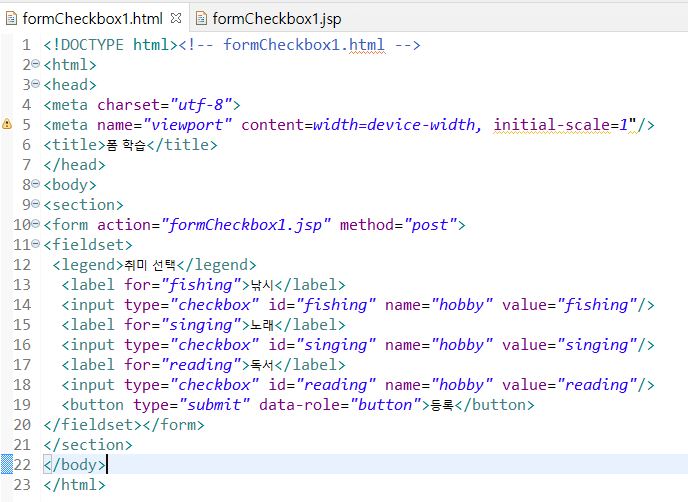 formCheckbox1.html formCheckbox1.jsp
1 <!DOCTYPE html><!-- formCheckbox1.html -->
2 <html>
3 <head>
4 <meta charset="utf-8">
5 <meta name="viewport" content=width=device-width, initial-scale=1"/>
6 <title>폼 학습</title>
7 </head>
8 <body>
9 <section>
10 <form action="formCheckbox1.jsp" method="post">
11 <fieldset>
12  <legend>취미 선택</legend>
13   <label for="fishing">낚시</label>
14   <input type="checkbox" id="fishing" name="hobby" value="fishing"/>
15   <label for="singing">노래</label>
16   <input type="checkbox" id="singing" name="hobby" value="singing"/>
17   <label for="reading">독서</label>
18   <input type="checkbox" id="reading" name="hobby" value="reading"/>
19   <button type="submit" data-role="button">등록</button>
20 </fieldset></form>
21 </section>
22 </body>
23 </html>